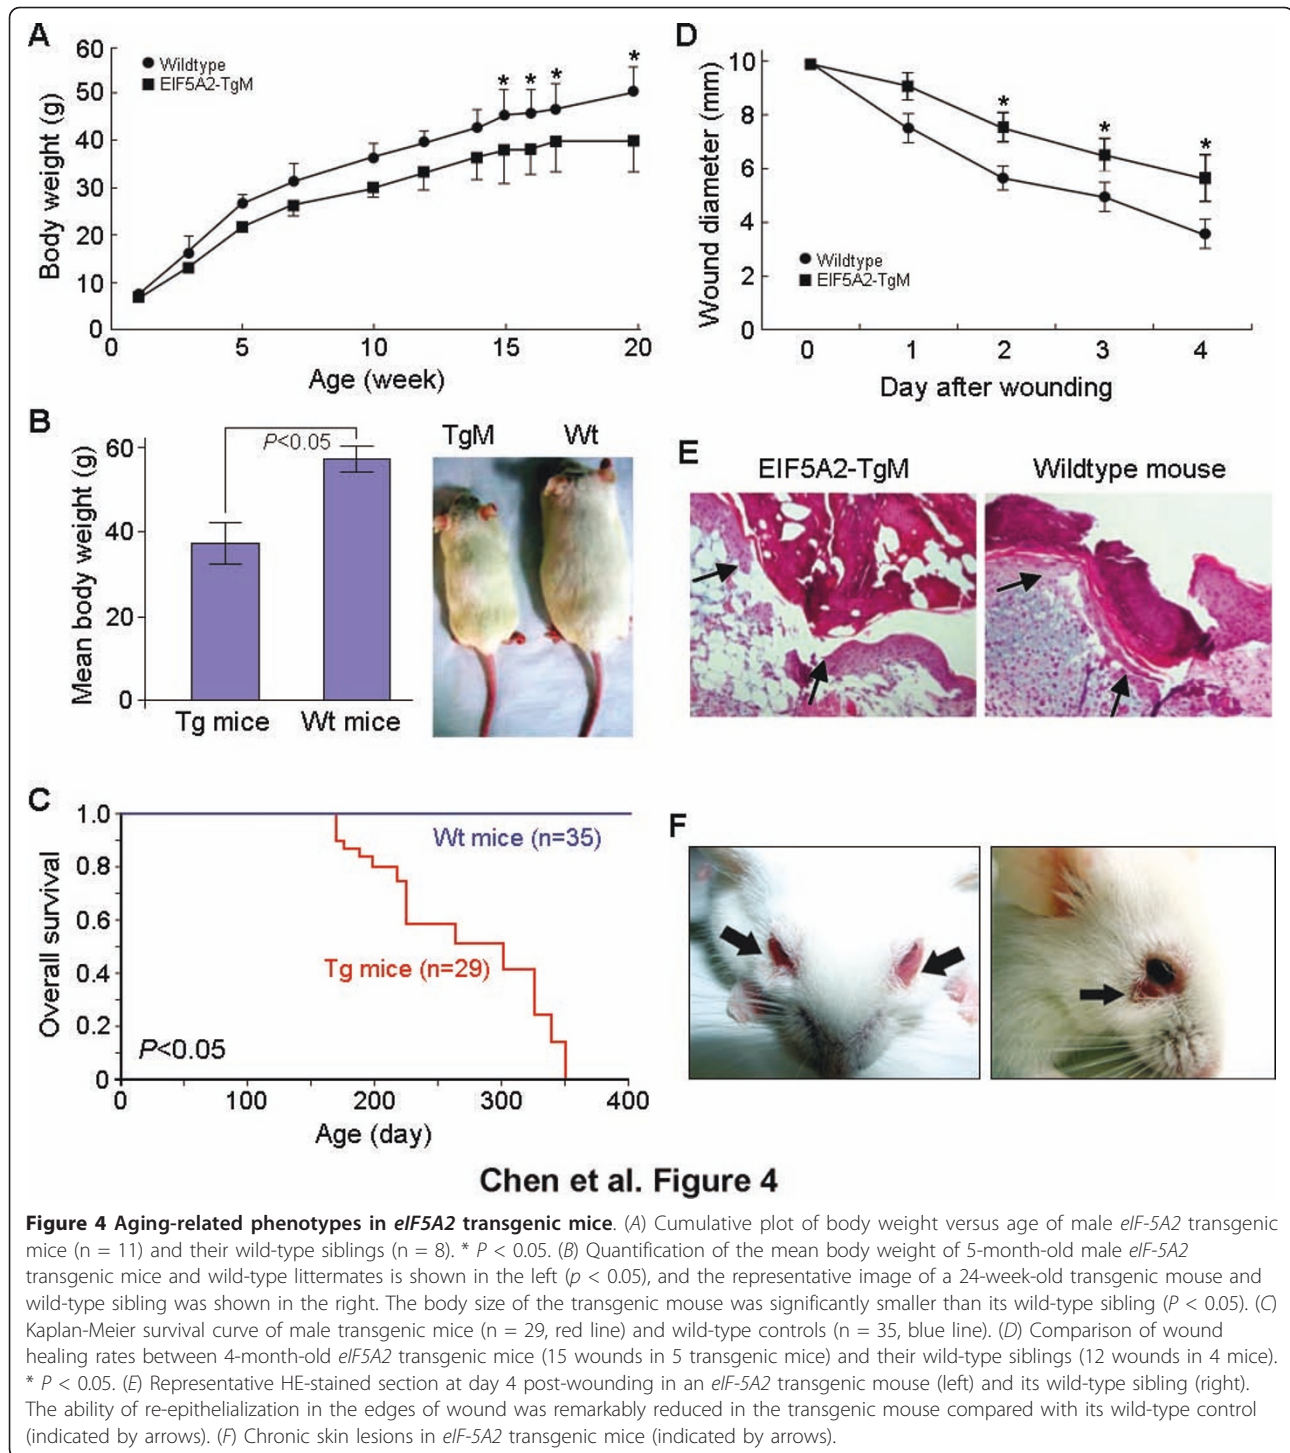 A
60
50
40
30
20
10
0
Body weight (g)
Wildtype
EIF5A2-TgM
* * * *
0 5 10 15 20
Age (week)
B
60
40
20
0
Mean body weight (g)
P<0.05
Tg mice Wt mice
TgM Wt
C
1.0
0.8
0.6
0.4
0.2
0
Overall survival
Wt mice (n=35)
Tg mice (n=29)
P<0.05
0 100 200 300 400
Age (day)
D
10
8
6
4
2
0
Wound diameter (mm)
* * *
Wildtype
EIF5A2-TgM
0 1 2 3 4
Day after wounding
E
EIF5A2-TgM Wildtype mouse
F
Chen et al. Figure 4
Figure 4 Aging-related phenotypes in eIF5A2 transgenic mice. (A) Cumulative plot of body weight versus age of male eIF-5A2 transgenic
mice (n = 11) and their wild-type siblings (n = 8). * P < 0.05. (B) Quantification of the mean body weight of 5-month-old male eIF-5A2
transgenic mice and wild-type littermates is shown in the left (p < 0.05), and the representative image of a 24-week-old transgenic mouse and
wild-type sibling was shown in the right. The body size of the transgenic mouse was significantly smaller than its wild-type sibling (P < 0.05). (C)
Kaplan-Meier survival curve of male transgenic mice (n = 29, red line) and wild-type controls (n = 35, blue line). (D) Comparison of wound
healing rates between 4-month-old eIF5A2 transgenic mice (15 wounds in 5 transgenic mice) and their wild-type siblings (12 wounds in 4 mice).
* P < 0.05. (E) Representative HE-stained section at day 4 post-wounding in an eIF-5A2 transgenic mouse (left) and its wild-type sibling (right).
The ability of re-epithelialization in the edges of wound was remarkably reduced in the transgenic mouse compared with its wild-type control
(indicated by arrows). (F) Chronic skin lesions in eIF-5A2 transgenic mice (indicated by arrows).